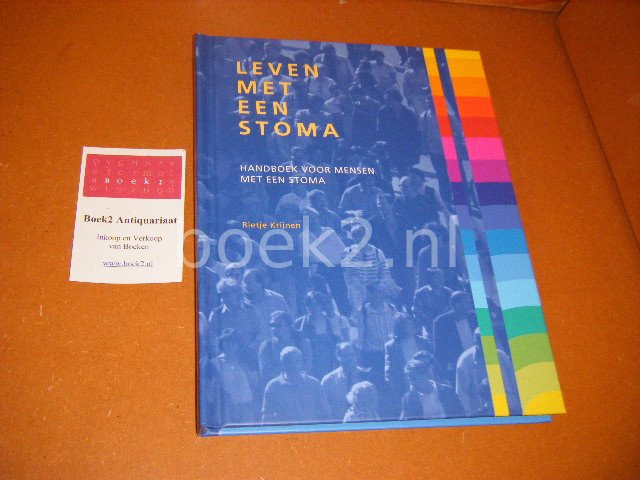 LEVEN
MET
EEN
STOMA
HANDBOEK VOOR MENSEN
MET EEN STOMA
Rietje Krijnen
boek2.nl
BOEK2
Boek2 Antiquariaat
Inkoop en Verkoop
van Boeken
www.boek2.nl